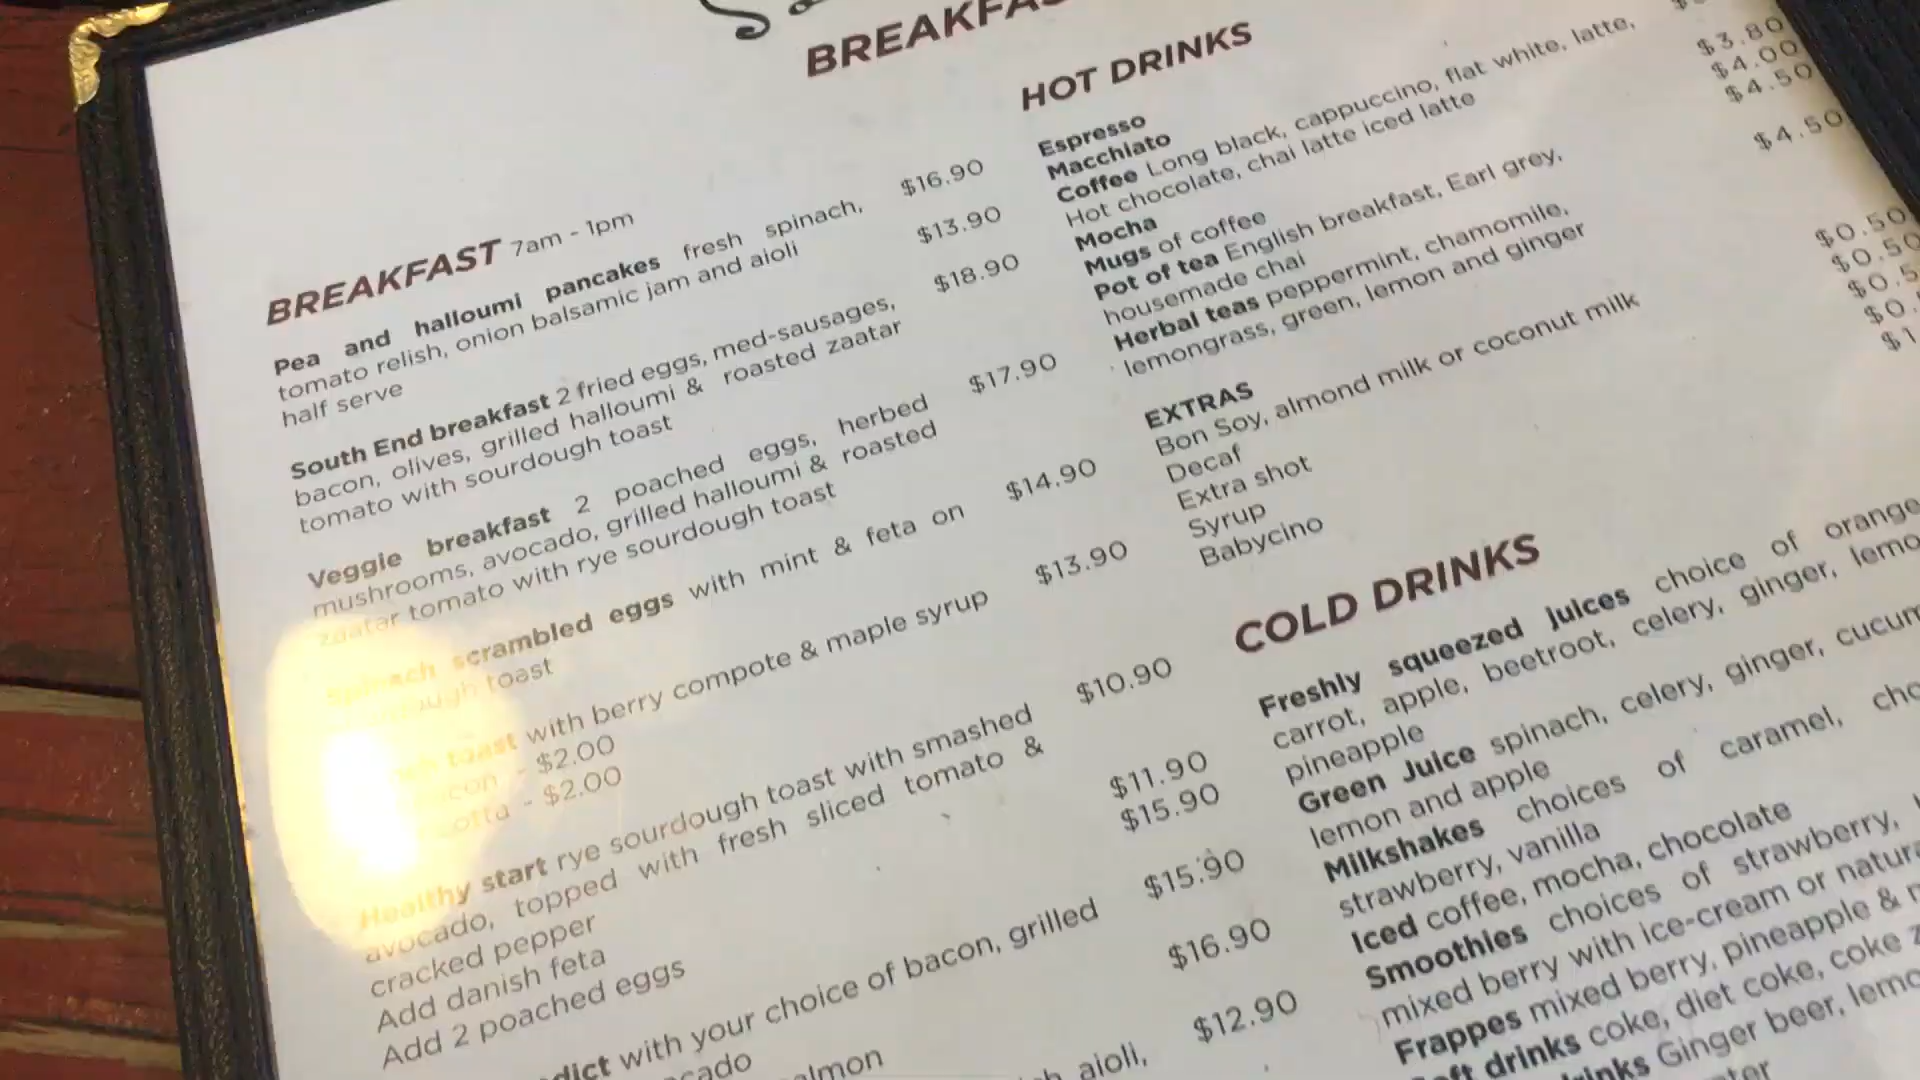 BREAKFAS
BREAKFAST 7am - 1pm
Pea and halloumi pancakes fresh spinach, $16.90
tomato relish, onion balsamic jam and aioli
half serve $13.90
South End breakfast 2 fried eggs, med-sausages, $18.90
bacon, olives, grilled halloumi & roasted zaatar
tomato with sourdough toast
Veggie breakfast 2 poached eggs, herbed $17.90
mushrooms, avocado, grilled halloumi & roasted
zaatar tomato with rye sourdough toast
Spinach scrambled eggs with mint & feta on $14.90
toast
toast with berry compote & maple syrup $13.90
- $2.00
- $2.00
Healthy start rye sourdough toast with smashed $10.90
avocado, topped with fresh sliced tomato &
cracked pepper
Add danish feta $11.90
Add 2 poached eggs $15.90
with your choice of bacon, grilled $15.90
$16.90
aioli, $12.90
HOT DRINKS
Espresso
Macchiato
Coffee Long black, cappuccino, flat white, latte, $3.80
Hot chocolate, chai latte iced latte
Mocha $4.00
Mugs of coffee $4.50
Pot of tea English breakfast, Earl grey, $4.50
housemade chai
Herbal teas peppermint, chamomile,
lemongrass, green, lemon and ginger
EXTRAS
Bon Soy, almond milk or coconut milk $0.50
Decaf $0.50
Extra shot
Syrup
Babycino
COLD DRINKS
Freshly squeezed juices choice of orange
carrot, apple, beetroot, celery, ginger, lemo
pineapple
Green Juice spinach, celery, ginger, cucum
lemon and apple
Milkshakes choices of caramel, cho
strawberry, vanilla
Iced coffee, mocha, chocolate
Smoothies choices of strawberry,
mixed berry with ice-cream or natura
Frappes mixed berry, pineapple &
drinks coke, diet coke, coke
Ginger beer, lemo